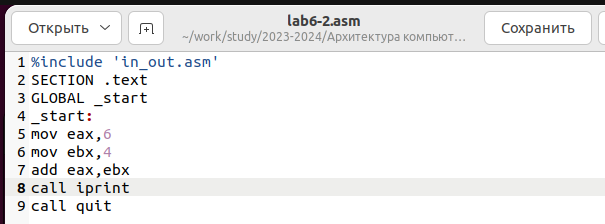 Открыть
lab6-2.asm
~/work/study/2023-2024/Архитектура компьют…
Сохранить
1 %include 'in_out.asm'
2 SECTION .text
3 GLOBAL _start
4 _start:
5 mov eax,6
6 mov ebx,4
7 add eax,ebx
8 call iprint
9 call quit